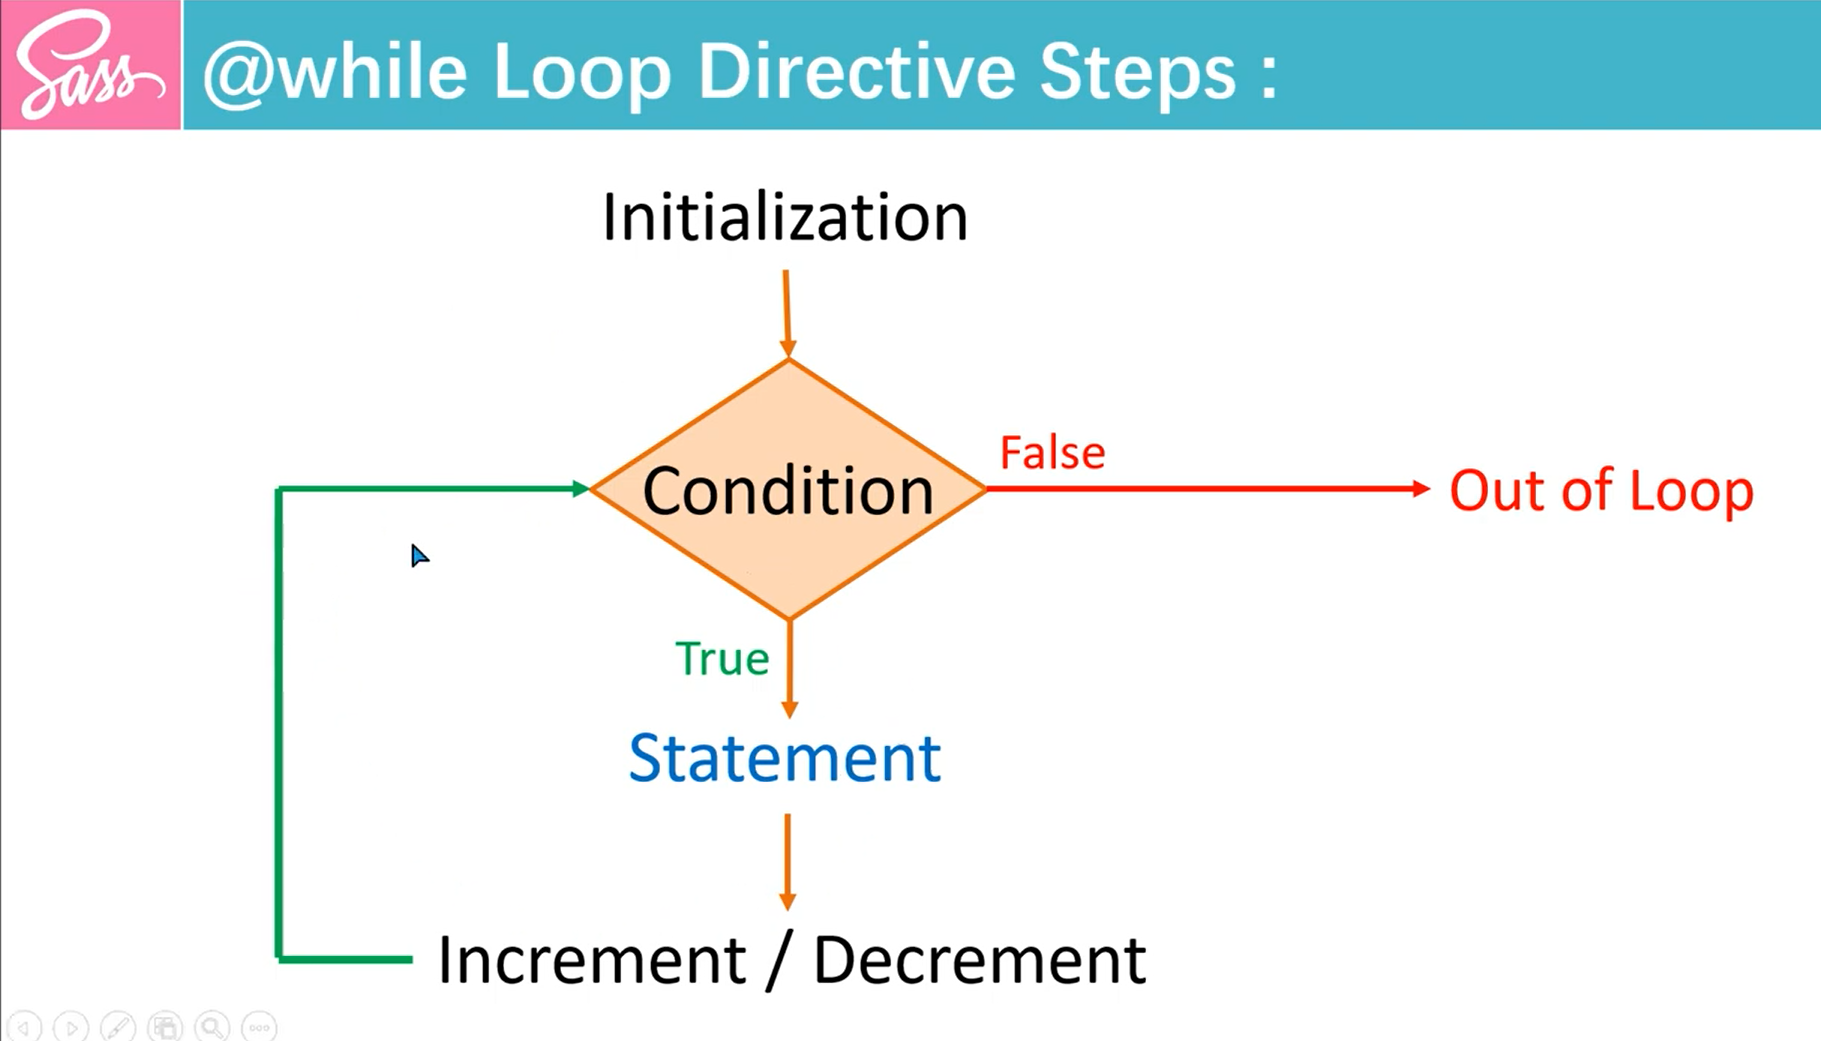 Sass
@while Loop Directive Steps :
Initialization
Condition
False
Out of Loop
True
Statement
Increment / Decrement